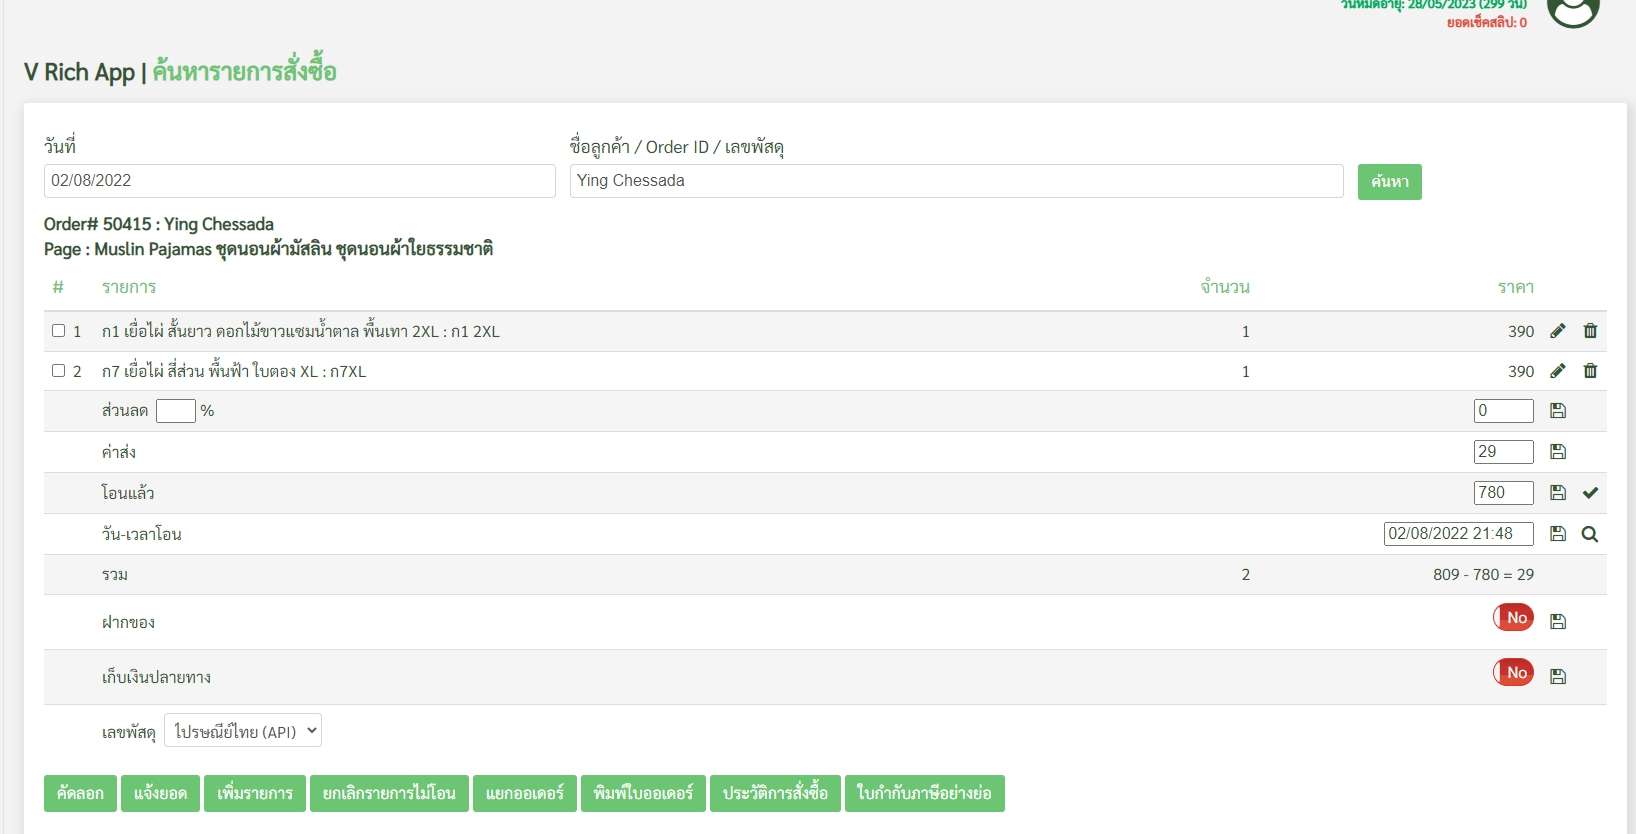 วันหมดอายุ: 28/05/2023 (299 วัน)
ยอดเช็คสลิป: 0
V Rich App | ค้นหารายการสั่งซื้อ
วันที่ ชื่อลูกค้า / Order ID / เลขพัสดุ
02/08/2022 Ying Chessada ค้นหา
Order# 50415 : Ying Chessada
Page : Muslin Pajamas ชุดนอนผ้ามัสลิน ชุดนอนผ้าใยธรรมชาติ
# รายการ จำนวน ราคา
1 ก1 เยื่อไผ่ สั้นยาว ดอกไม้ขาวแซมน้ำตาล พื้นเทา 2XL : ก1 2XL 1 390
2 ก7 เยื่อไผ่ สี่ส่วน พื้นฟ้า ใบตอง XL : ก7XL 1 390
ส่วนลด % 0
ค่าส่ง 29
โอนแล้ว 780
วัน-เวลาโอน 02/08/2022 21:48
รวม 2 809 - 780 = 29
ฝากของ No
เก็บเงินปลายทาง No
เลขพัสดุ ไปรษณีย์ไทย (API)
คัดลอก แจ้งยอด เพิ่มรายการ ยกเลิกรายการไม่โอน แยกออเดอร์ พิมพ์ใบออเดอร์ ประวัติการสั่งซื้อ ใบกำกับภาษีอย่างย่อ